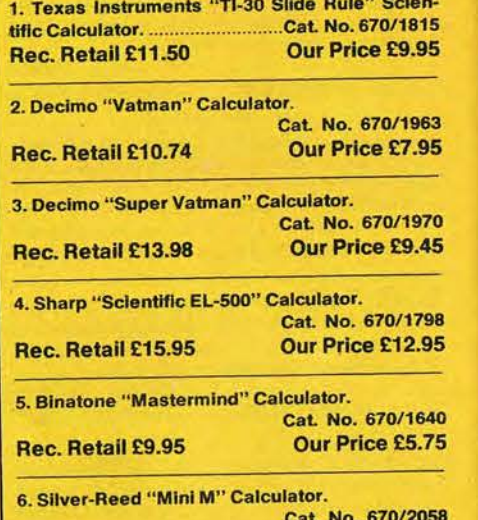 1. Texas Instruments "TI-30 Slide Rule" Scien-
tific Calculator. ........................Cat. No. 670/1815
Rec. Retail £11.50 Our Price £9.95
2. Decimo "Vatman" Calculator.
Cat. No. 670/1963
Rec. Retail £10.74 Our Price £7.95
3. Decimo "Super Vatman" Calculator.
Cat. No. 670/1970
Rec. Retail £13.98 Our Price £9.45
4. Sharp "Scientific EL-500" Calculator.
Cat. No. 670/1798
Rec. Retail £15.95 Our Price £12.95
5. Binatone "Mastermind" Calculator.
Cat. No. 670/1640
Rec. Retail £9.95 Our Price £5.75
6. Silver-Reed "Mini M" Calculator.
Cat. No. 670/2058